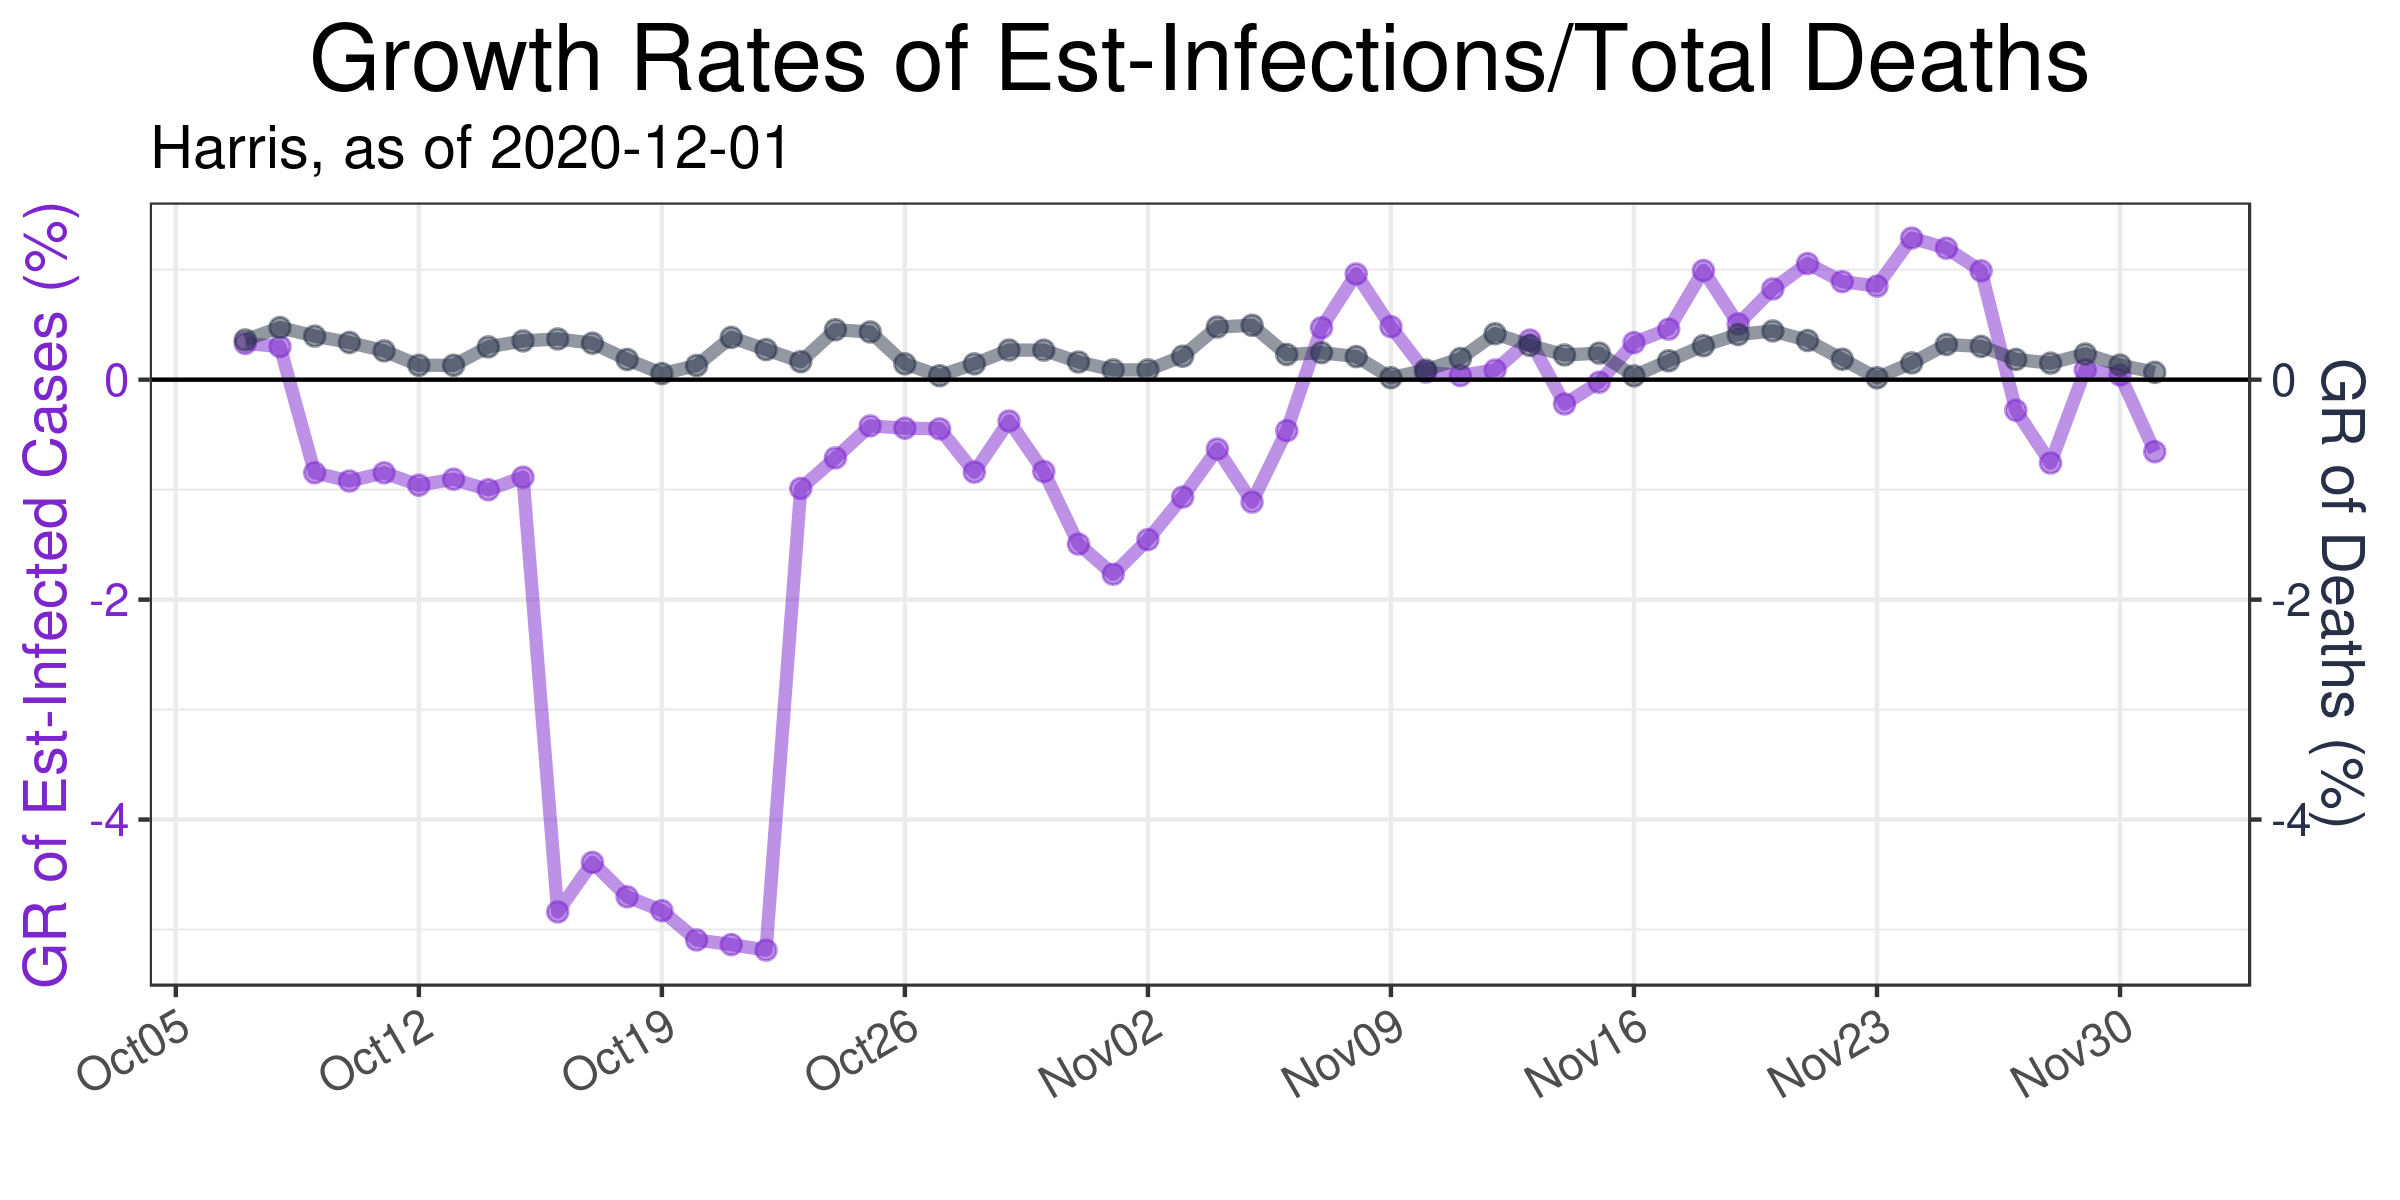 Growth Rates of Est-Infections/Total Deaths
Harris, as of 2020-12-01
GR of Est-Infected Cases (%)
0
-2
-4
0
-2
-4
GR of Deaths (%)
Oct05
Oct12
Oct19
Oct26
Nov02
Nov09
Nov16
Nov23
Nov30